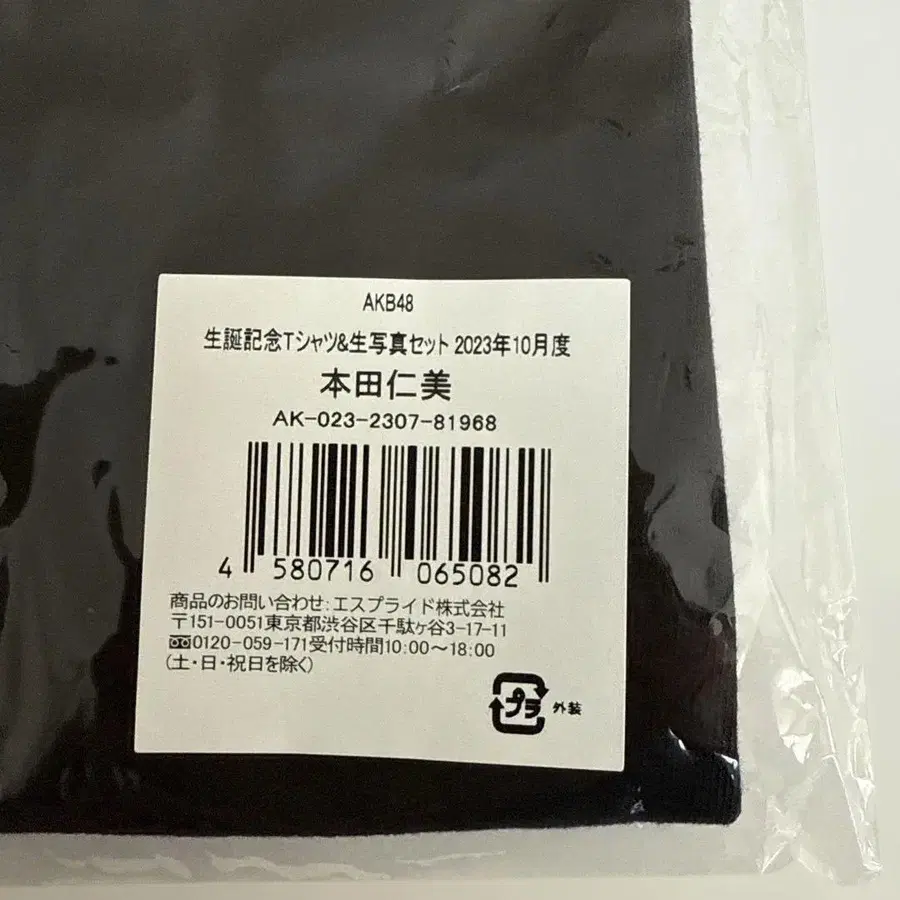 AKB48
生誕記念Tシャツ&生写真セット 2023年10月度
本田仁美
AK-023-2307-81968
4 580716 065082
商品のお問い合わせ:エスプライド株式会社
〒151-0051東京都渋谷区千駄ヶ谷3-17-11
0120-059-171受付時間10:00～18:00
(土・日・祝日を除く)
プラ 外装